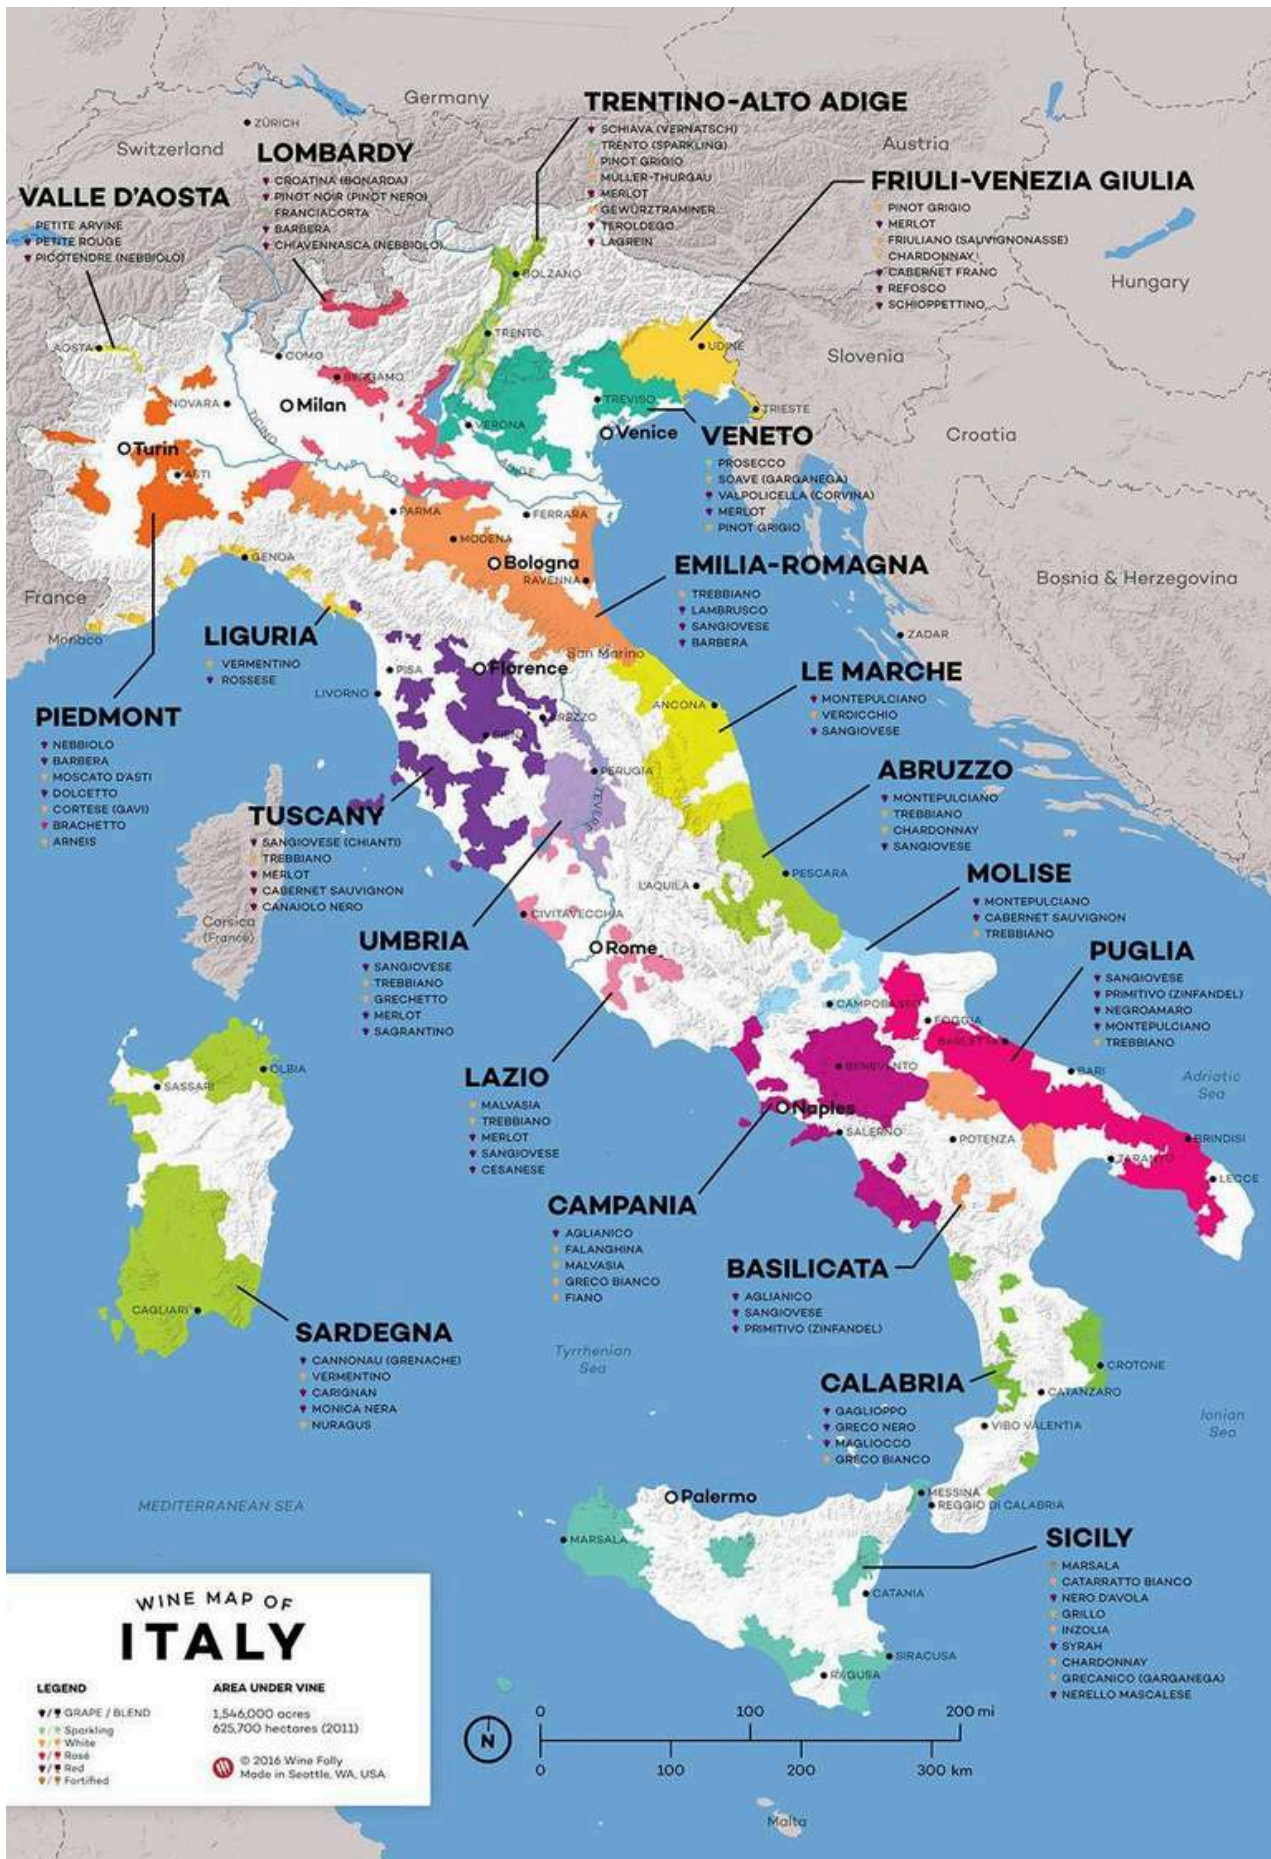 Germany
ZÜRICH
Switzerland
Austria
Hungary
Slovenia
Croatia
Bosnia & Herzegovina
ZADAR
France
Monaco
San Marino
Corsica
(France)
Malta
TRENTINO-ALTO ADIGE
SCHIAVA (VERNATSCH)
TRENTO (SPARKLING)
PINOT GRIGIO
MÜLLER-THURGAU
MERLOT
GEWÜRZTRAMINER
TEROLDEGO
LAGREIN
LOMBARDY
CROATINA (BONARDA)
PINOT NOIR (PINOT NERO)
FRANCIACORTA
BARBERA
CHIAVENNASCA (NEBBIOLO)
VALLE D'AOSTA
PETITE ARVINE
PETITE ROUGE
PICOTENDRE (NEBBIOLO)
FRIULI-VENEZIA GIULIA
PINOT GRIGIO
MERLOT
FRIULIANO (SAUVIGNONASSE)
CHARDONNAY
CABERNET FRANC
REFOSCO
SCHIOPPETTINO
BOLZANO
TRENTO
UDINE
TRIESTE
AOSTA
COMO
BERGAMO
NOVARA
Milan
TICINO
TREVISO
VERONA
Venice
Turin
ASTI
PO
ADIGE
VENETO
PROSECCO
SOAVE (GARGANEGA)
VALPOLICELLA (CORVINA)
MERLOT
PINOT GRIGIO
PARMA
FERRARA
MODENA
Bologna
RAVENNA
GENOA
EMILIA-ROMAGNA
TREBBIANO
LAMBRUSCO
SANGIOVESE
BARBERA
LIGURIA
VERMENTINO
ROSSESE
PISA
Florence
LIVORNO
AREZZO
SIENA
ANCONA
PERUGIA
TEVERE
LE MARCHE
MONTEPULCIANO
VERDICCHIO
SANGIOVESE
PIEDMONT
NEBBIOLO
BARBERA
MOSCATO D'ASTI
DOLCETTO
CORTESE (GAVI)
BRACHETTO
ARNEIS
ABRUZZO
MONTEPULCIANO
TREBBIANO
CHARDONNAY
SANGIOVESE
TUSCANY
SANGIOVESE (CHIANTI)
TREBBIANO
MERLOT
CABERNET SAUVIGNON
CANAIOLO NERO
L'AQUILA
PESCARA
MOLISE
MONTEPULCIANO
CABERNET SAUVIGNON
TREBBIANO
UMBRIA
SANGIOVESE
TREBBIANO
GRECHETTO
MERLOT
SAGRANTINO
CIVITAVECCHIA
Rome
PUGLIA
SANGIOVESE
PRIMITIVO (ZINFANDEL)
NEGROAMARO
MONTEPULCIANO
TREBBIANO
CAMPOBASSO
FOGGIA
BARLETTA
BARI
Adriatic
Sea
LAZIO
MALVASIA
TREBBIANO
MERLOT
SANGIOVESE
CESANESE
BENEVENTO
Naples
SALERNO
POTENZA
BRINDISI
TARANTO
LECCE
OLBIA
SASSARI
CAGLIARI
CAMPANIA
AGLIANICO
FALANGHINA
MALVASIA
GRECO BIANCO
FIANO
BASILICATA
AGLIANICO
SANGIOVESE
PRIMITIVO (ZINFANDEL)
SARDEGNA
CANNONAU (GRENACHE)
VERMENTINO
CARIGNAN
MONICA NERA
NURAGUS
Tyrrhenian
Sea
CALABRIA
GAGLIOPPO
GRECO NERO
MAGLIOCCO
GRECO BIANCO
CROTONE
CATANZARO
VIBO VALENTIA
Ionian
Sea
MEDITERRANEAN SEA
Palermo
MESSINA
REGGIO DI CALABRIA
MARSALA
CATANIA
SIRACUSA
RAGUSA
SICILY
MARSALA
CATARRATTO BIANCO
NERO D'AVOLA
GRILLO
INZOLIA
SYRAH
CHARDONNAY
GRECANICO (GARGANEGA)
NERELLO MASCALESE
WINE MAP OF
ITALY
LEGEND
GRAPE / BLEND
Sparkling
White
Rosé
Red
Fortified
AREA UNDER VINE
1,546,000 acres
625,700 hectares (2011)
© 2016 Wine Folly
Made in Seattle, WA, USA
N
0 100 200 mi
0 100 200 300 km